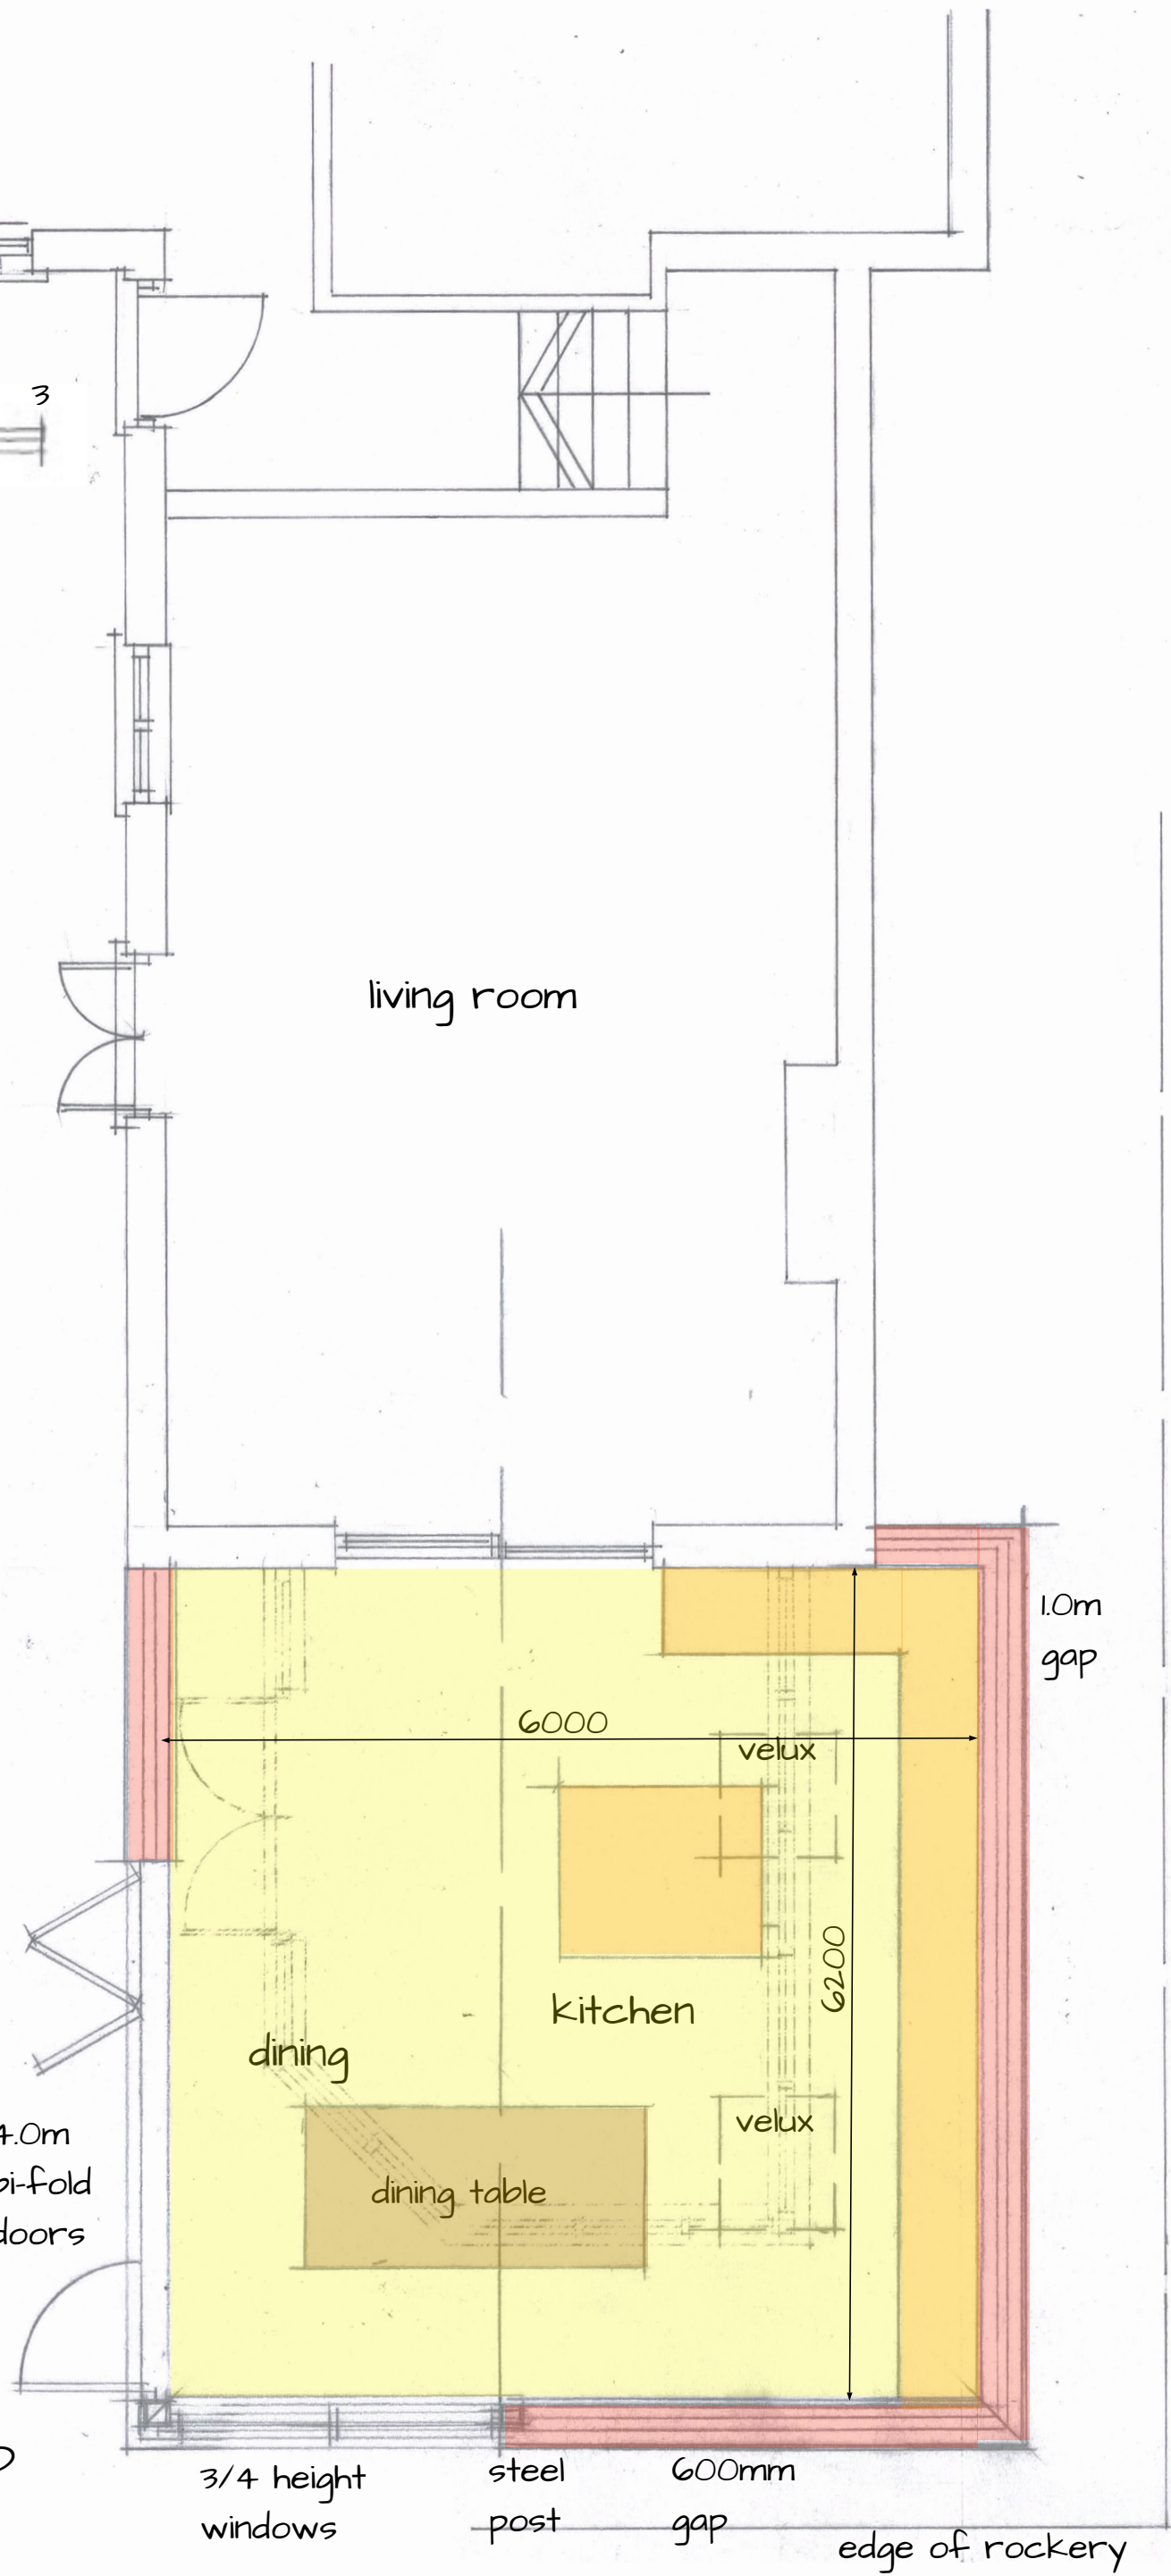 3
living room
1.0m
gap
6000
velux
6200
kitchen
dining
velux
4.0m
bi-fold
doors
dining table
3/4 height
windows
steel
post
600mm
gap
edge of rockery